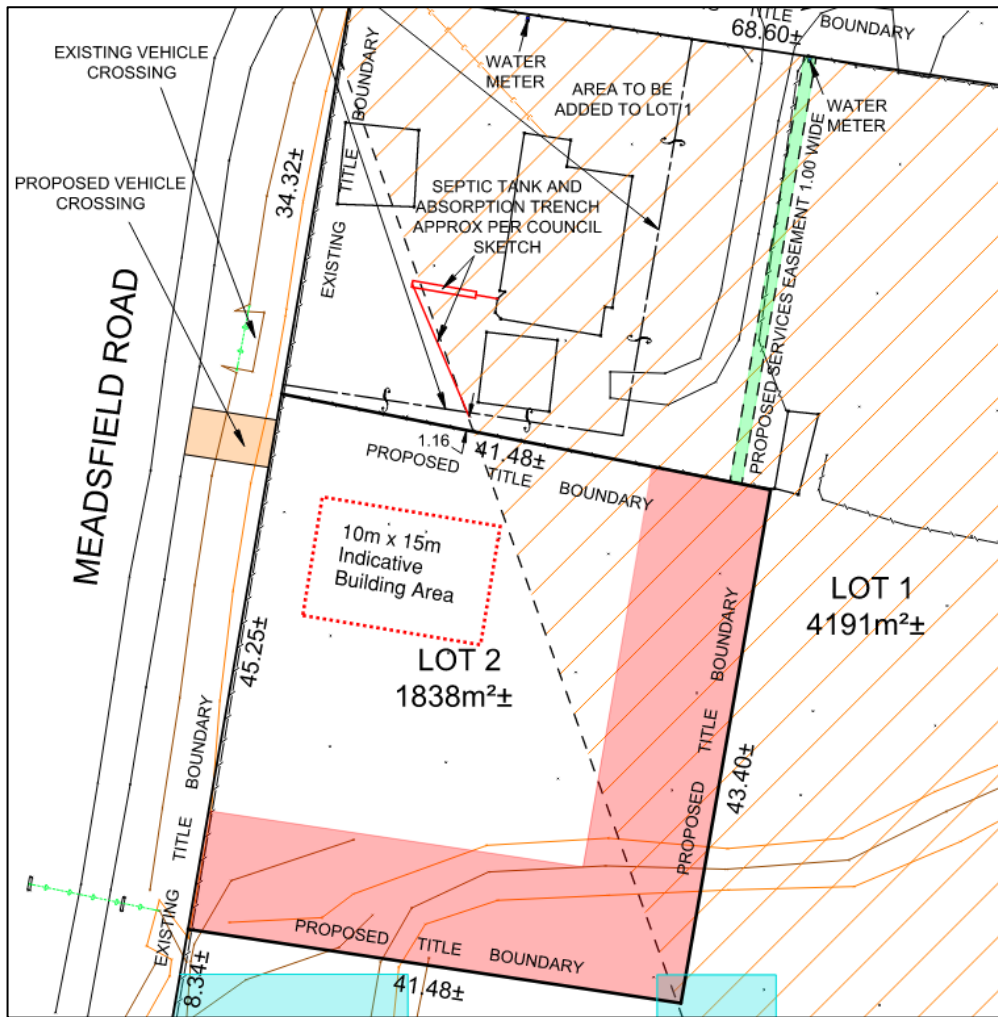 TITLE BOUNDARY
68.60±
EXISTING VEHICLE
CROSSING
WATER
METER
AREA TO BE
ADDED TO LOT 1
WATER
METER
PROPOSED VEHICLE
CROSSING
34.32±
EXISTING TITLE BOUNDARY
SEPTIC TANK AND
ABSORPTION TRENCH
APPROX PER COUNCIL
SKETCH
PROPOSED SERVICES EASEMENT 1.00 WIDE
MEADSFIELD ROAD
1.16
41.48±
PROPOSED TITLE BOUNDARY
10m x 15m
Indicative
Building Area
LOT 1
4191m²±
LOT 2
1838m²±
45.25±
PROPOSED TITLE BOUNDARY
43.40±
EXISTING TITLE BOUNDARY
PROPOSED TITLE BOUNDARY
8.34±
41.48±